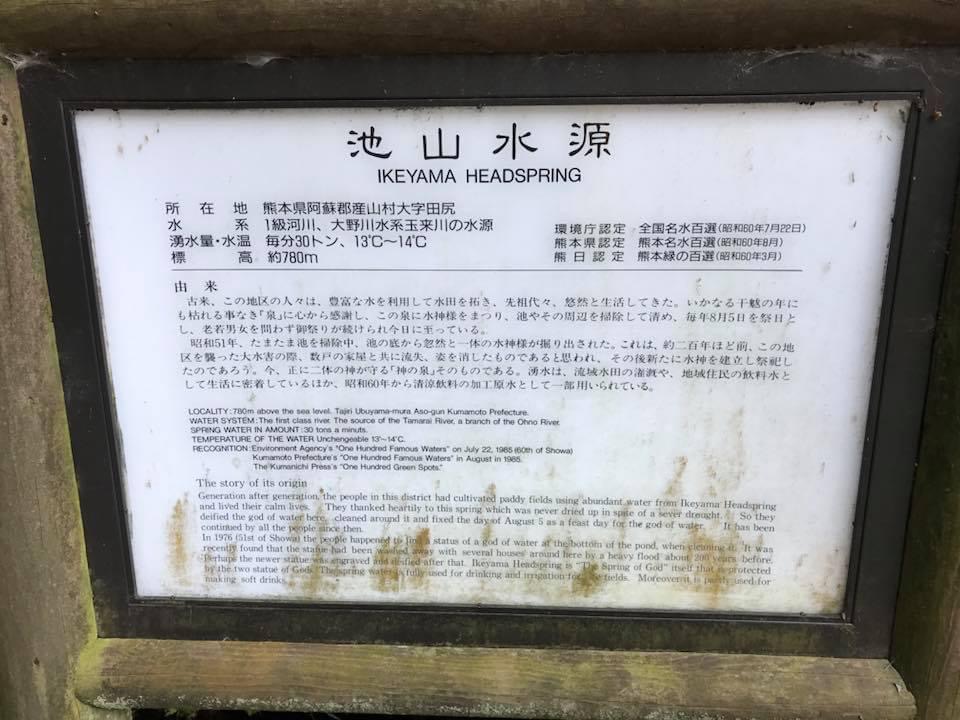 池山水源
IKEYAMA HEADSPRING
所在地 熊本県阿蘇郡産山村大字田尻
水系 1級河川、大野川水系玉来川の水源
湧水量・水温 毎分30トン、13℃〜14℃
標高 約780m
環境庁認定 全国名水百選(昭和60年7月22日)
熊本県認定 熊本名水百選(昭和60年8月)
熊日認定 熊本緑の百選(昭和60年3月)
由来
古来、この地区の人々は、豊富な水を利用して水田を拓き、先祖代々、悠然と生活してきた。いかなる干魃の年に
も枯れる事なき「泉」に心から感謝し、この泉に水神様をまつり、池やその周辺を掃除して清め、毎年8月5日を祭日と
し、老若男女を問わず御祭りが続けられ今日に至っている。
昭和51年、たまたま池を掃除中、池の底から忽然と一体の水神様が掘り出された。これは、約二百年ほど前、この地
区を襲った大水害の際、数戸の家屋と共に流失、姿を消したものであると思われ、その後新たに水神を建立し祭祀し
たのであろう。今、正に二体の神が守る「神の泉」そのものである。湧水は、流域水田の潅漑や、地域住民の飲料水と
して生活に密着しているほか、昭和60年から清涼飲料の加工原水として一部用いられている。
LOCALITY:780m above the sea level. Tajiri Ubuyama-mura Aso-gun Kumamoto Prefecture.
WATER SYSTEM:The first class river. The source of the Tamarai River, a branch of the Ohno River.
SPRING WATER IN AMOUNT:30 tons a minuts.
TEMPERATURE OF THE WATER Unchengeable 13°~14°C.
RECOGNITION:Environment Agency's "One Hundred Famous Waters" on July 22, 1985 (60th of Showa)
Kumamoto Prefecture's "One Hundred Famous Waters" in August in 1985.
The Kumanichi Press's "One Hundred Green Spots."
The story of its origin
Generation after generation, the people in this district had cultivated paddy fields using abundant water from Ikeyama Headspring
and lived their calm lives. They thanked heartily to this spring which was never dried up in spite of a sever drought. So they
deified the god of water here, cleaned around it and fixed the day of August 5 as a feast day for the god of water. It has been
continued by all the people since then.
In 1976 (51st of Showa) the people happened to find a status of a god of water at the bottom of the pond, when cleaning it. It was
recently found that the statue had been washed away with several houses around here by a heavy flood about 200 years before.
Perhaps the newer statue was engraved and deified after that. Ikeyama Headspring is "The Spring of God" itself that is protected
by the two statue of Gods. The spring water is fully used for drinking and irrigation for fields. Moreover it is partly used for
making soft drinks.